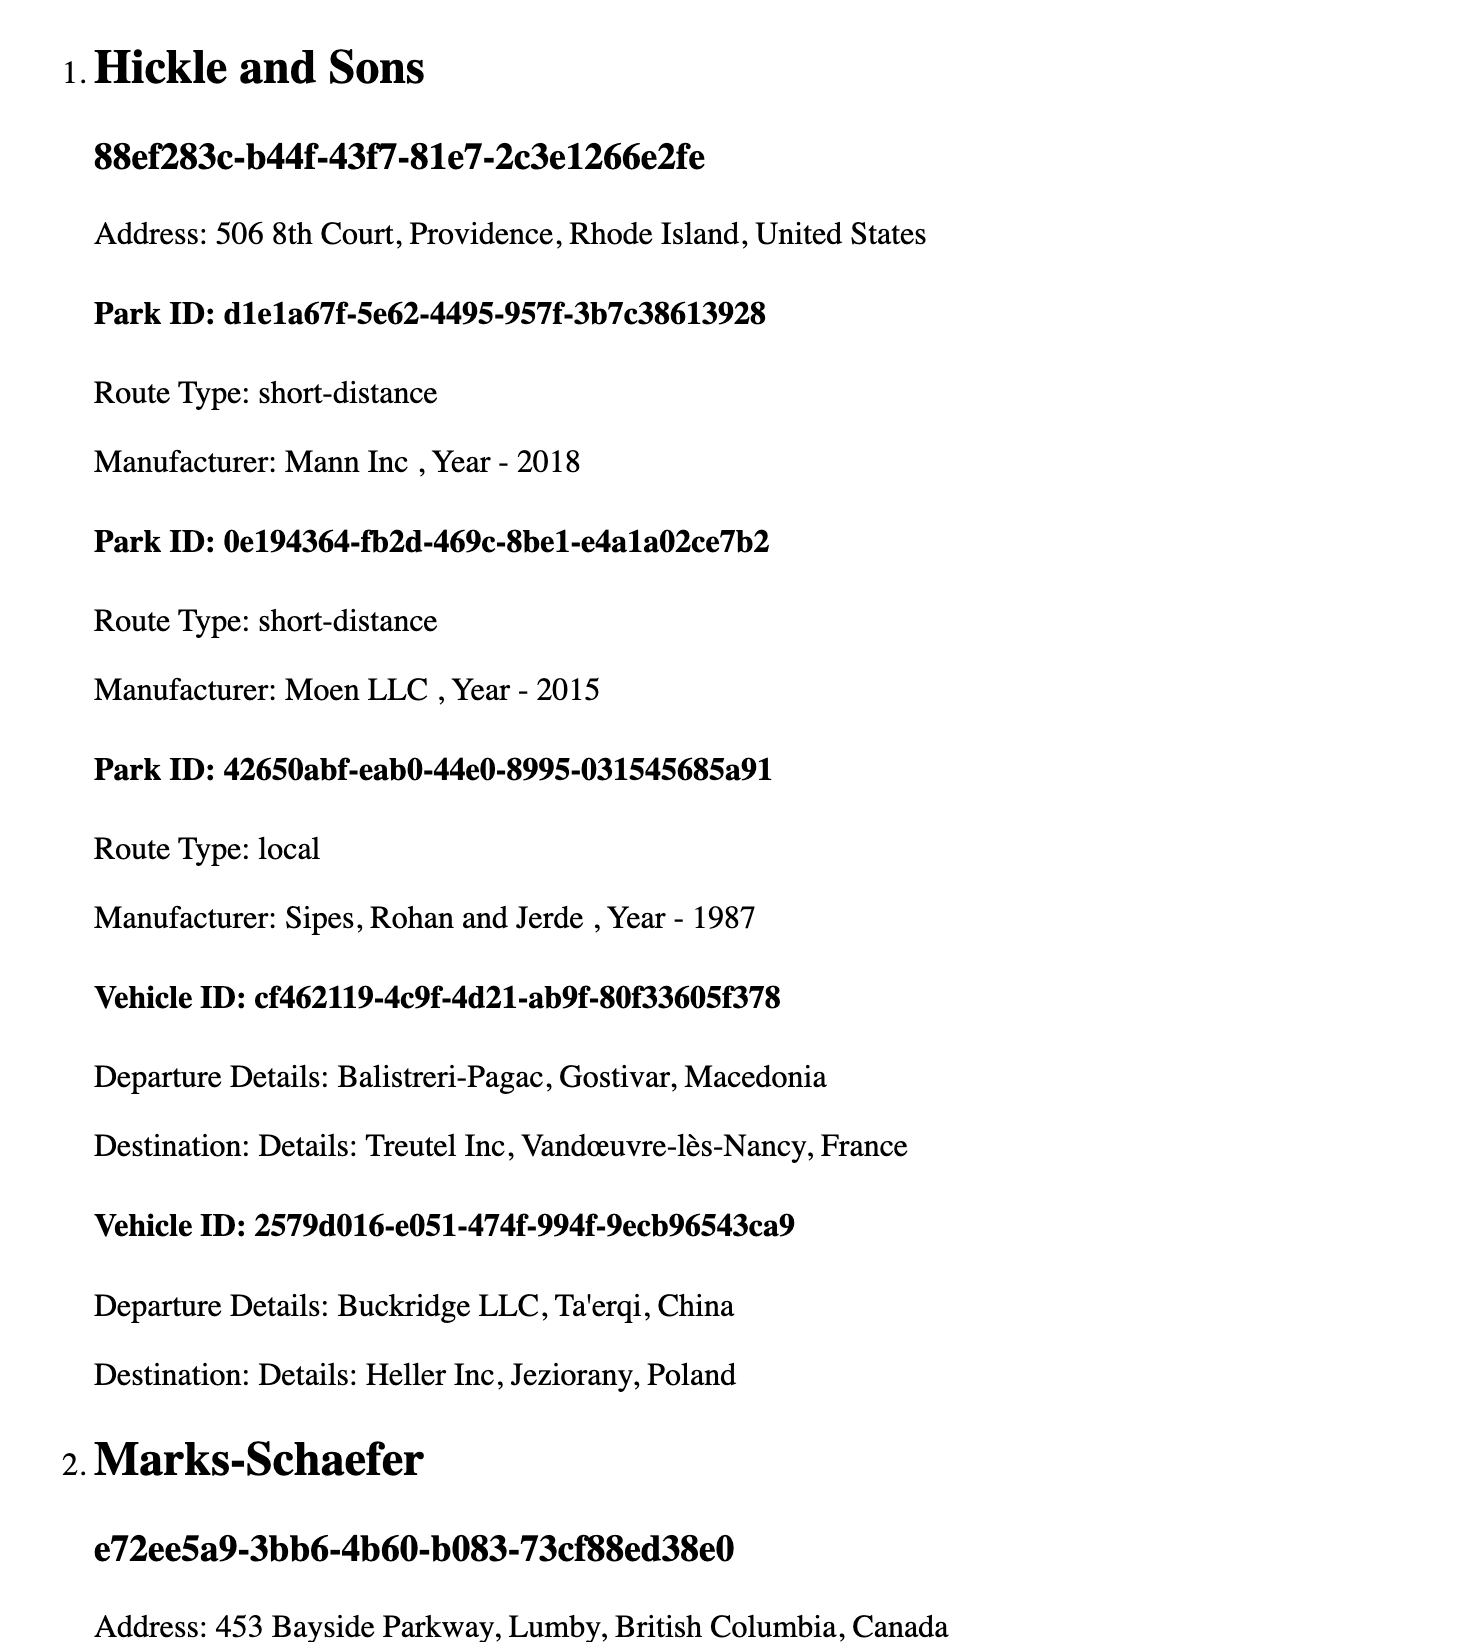 1. Hickle and Sons
88ef283c-b44f-43f7-81e7-2c3e1266e2fe
Address: 506 8th Court, Providence, Rhode Island, United States
Park ID: d1e1a67f-5e62-4495-957f-3b7c38613928
Route Type: short-distance
Manufacturer: Mann Inc , Year - 2018
Park ID: 0e194364-fb2d-469c-8be1-e4a1a02ce7b2
Route Type: short-distance
Manufacturer: Moen LLC , Year - 2015
Park ID: 42650abf-eab0-44e0-8995-031545685a91
Route Type: local
Manufacturer: Sipes, Rohan and Jerde , Year - 1987
Vehicle ID: cf462119-4c9f-4d21-ab9f-80f33605f378
Departure Details: Balistreri-Pagac, Gostivar, Macedonia
Destination: Details: Treutel Inc, Vandœuvre-lès-Nancy, France
Vehicle ID: 2579d016-e051-474f-994f-9ecb96543ca9
Departure Details: Buckridge LLC, Ta'erqi, China
Destination: Details: Heller Inc, Jeziorany, Poland
2. Marks-Schaefer
e72ee5a9-3bb6-4b60-b083-73cf88ed38e0
Address: 453 Bayside Parkway, Lumby, British Columbia, Canada